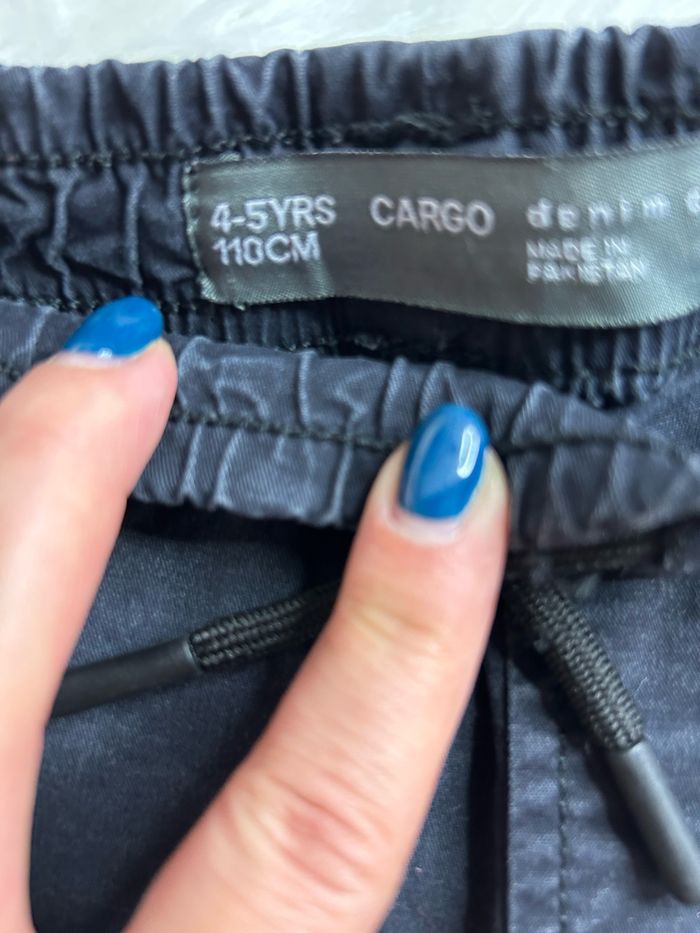 4-5YRS
110CM
CARGO
denim
MADE IN
PAKISTAN